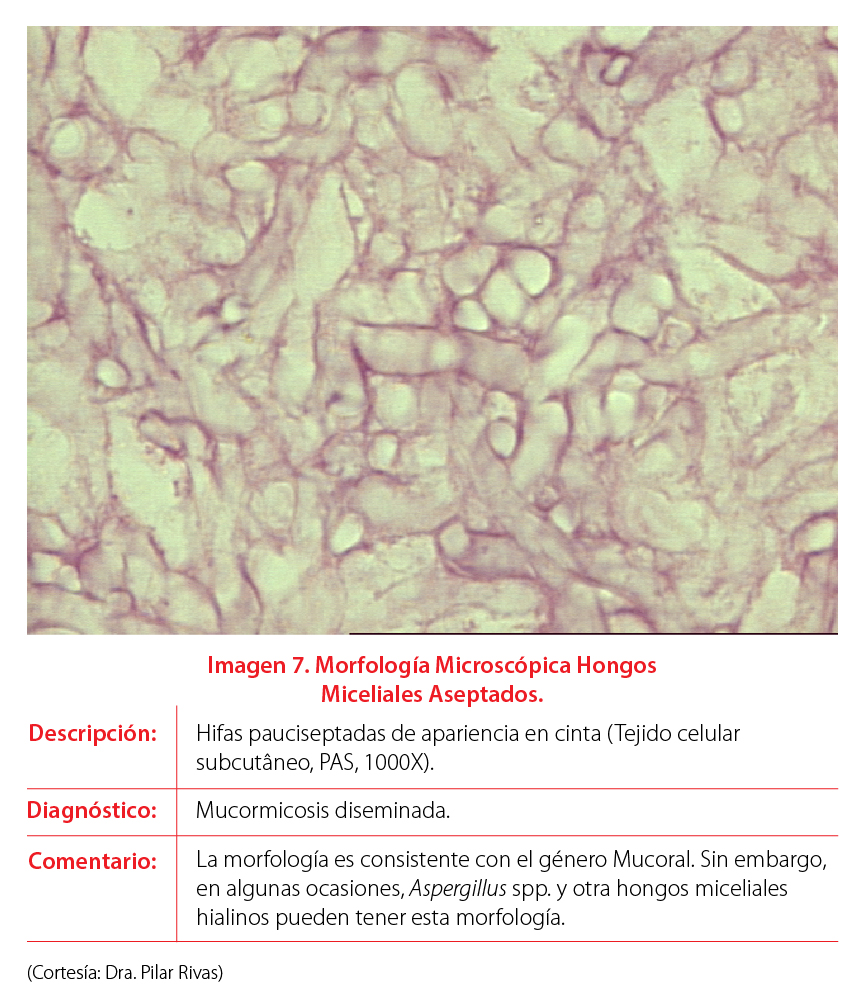 Imagen 7. Morfología Microscópica Hongos
Miceliales Aseptados.
Descripción: Hifas pauciseptadas de apariencia en cinta (Tejido celular
subcutâneo, PAS, 1000X).
Diagnóstico: Mucormicosis diseminada.
Comentario: La morfología es consistente con el género Mucoral. Sin embargo,
en algunas ocasiones, Aspergillus spp. y otra hongos miceliales
hialinos pueden tener esta morfología.
(Cortesía: Dra. Pilar Rivas)